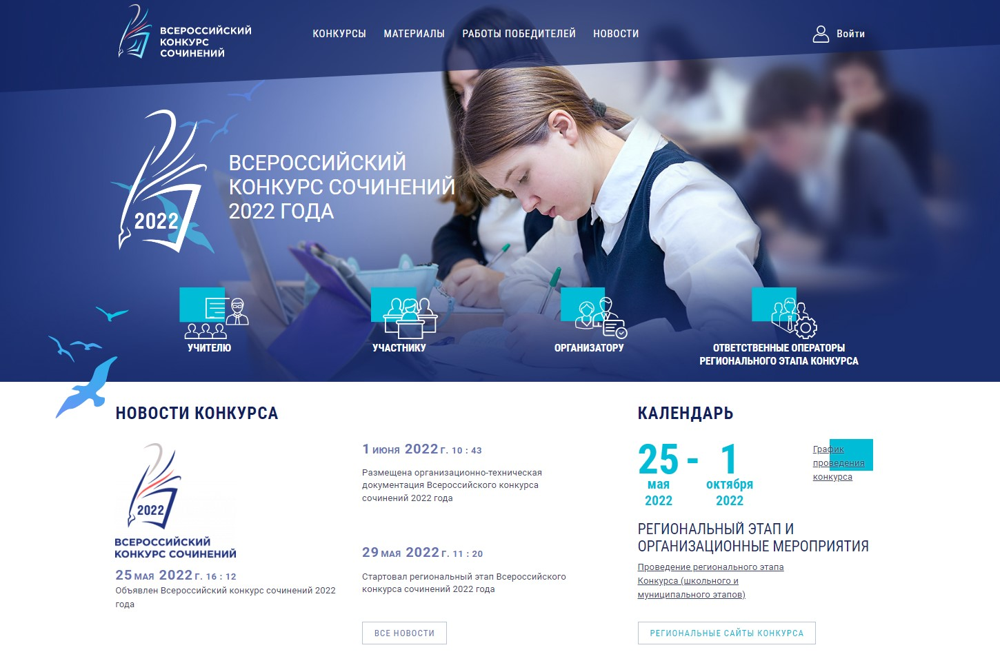 ВСЕРОССИЙСКИЙ
КОНКУРС
СОЧИНЕНИЙ
КОНКУРСЫ МАТЕРИАЛЫ РАБОТЫ ПОБЕДИТЕЛЕЙ НОВОСТИ
Войти
2022
ВСЕРОССИЙСКИЙ
КОНКУРС СОЧИНЕНИЙ
2022 ГОДА
УЧИТЕЛЮ
УЧАСТНИКУ
ОРГАНИЗАТОРУ
ОТВЕТСТВЕННЫЕ ОПЕРАТОРЫ
РЕГИОНАЛЬНОГО ЭТАПА КОНКУРСА
НОВОСТИ КОНКУРСА
2022
ВСЕРОССИЙСКИЙ
КОНКУРС СОЧИНЕНИЙ
25 МАЯ 2022 Г. 16 : 12
Объявлен Всероссийский конкурс сочинений 2022
года
1 ИЮНЯ 2022 Г. 10 : 43
Размещена организационно-техническая
документация Всероссийского конкурса
сочинений 2022 года
29 МАЯ 2022 Г. 11 : 20
Стартовал региональный этап Всероссийского
конкурса сочинений 2022 года
ВСЕ НОВОСТИ
КАЛЕНДАРЬ
25 - 1
мая октября
2022 2022
График
проведения
конкурса
РЕГИОНАЛЬНЫЙ ЭТАП И
ОРГАНИЗАЦИОННЫЕ МЕРОПРИЯТИЯ
Проведение регионального этапа
Конкурса (школьного и
муниципального этапов)
РЕГИОНАЛЬНЫЕ САЙТЫ КОНКУРСА